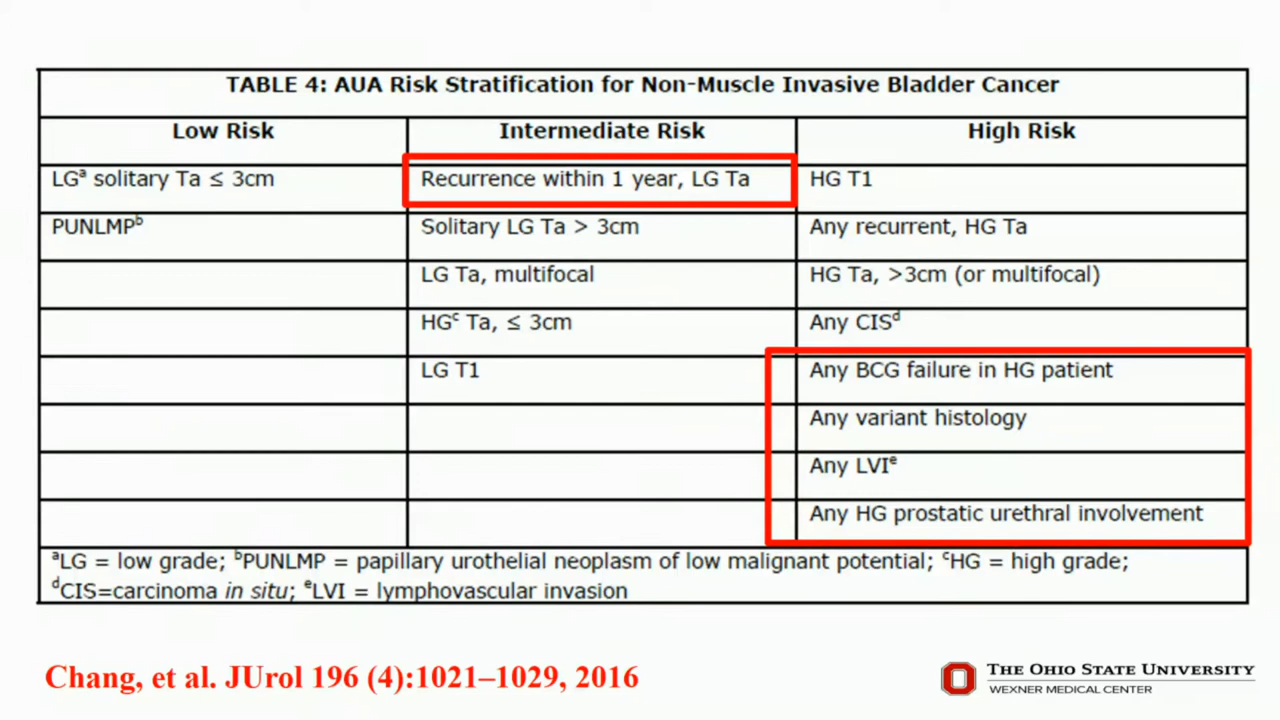 TABLE 4: AUA Risk Stratification for Non-Muscle Invasive Bladder Cancer
Low Risk Intermediate Risk High Risk
LGᵃ solitary Ta ≤ 3cm Recurrence within 1 year, LG Ta HG T1
PUNLMPᵇ Solitary LG Ta > 3cm Any recurrent, HG Ta
LG Ta, multifocal HG Ta, >3cm (or multifocal)
HGᶜ Ta, ≤ 3cm Any CISᵈ
LG T1 Any BCG failure in HG patient
Any variant histology
Any LVIᵉ
Any HG prostatic urethral involvement
ᵃLG = low grade; ᵇPUNLMP = papillary urothelial neoplasm of low malignant potential; ᶜHG = high grade;
ᵈCIS=carcinoma in situ; ᵉLVI = lymphovascular invasion
Chang, et al. JUrol 196 (4):1021–1029, 2016
THE OHIO STATE UNIVERSITY
WEXNER MEDICAL CENTER